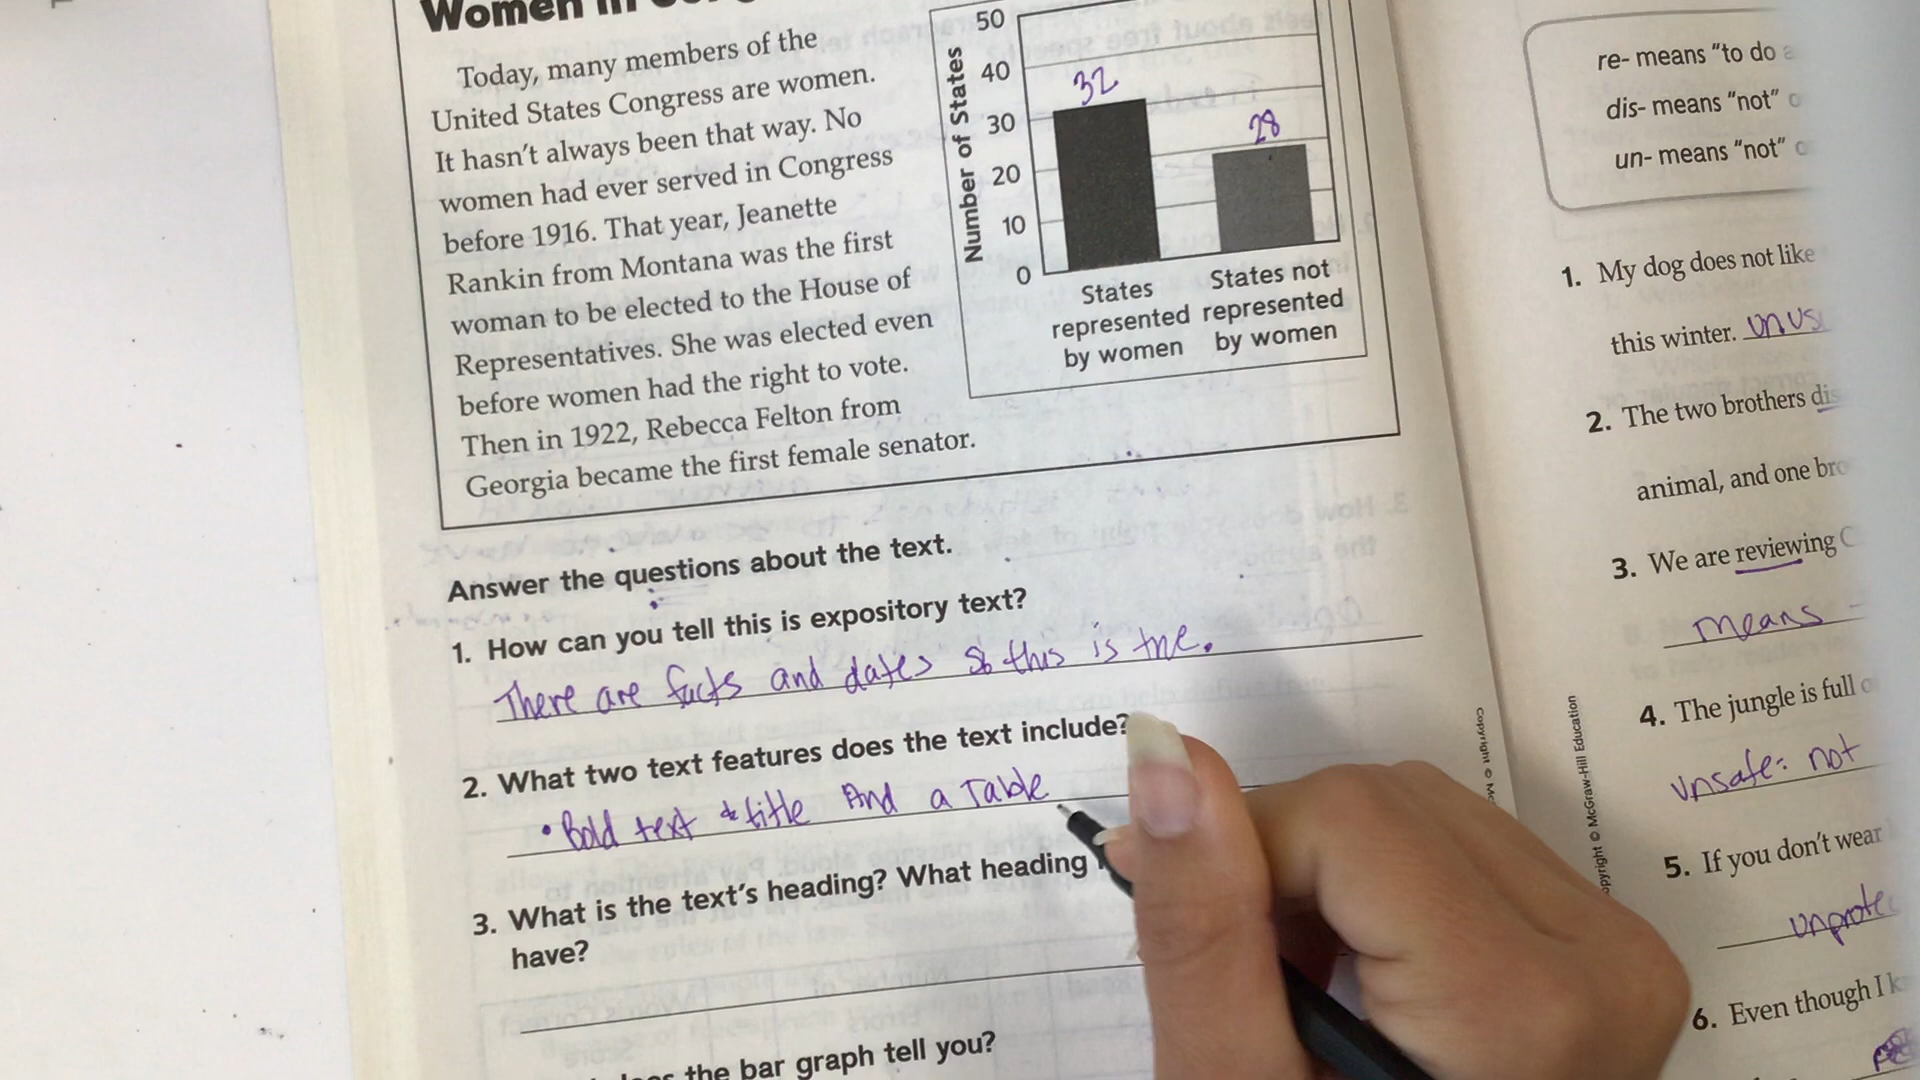 Women in
Today, many members of the
United States Congress are women.
It hasn't always been that way. No
women had ever served in Congress
before 1916. That year, Jeanette
Rankin from Montana was the first
woman to be elected to the House of
Representatives. She was elected even
before women had the right to vote.
Then in 1922, Rebecca Felton from
Georgia became the first female senator.
Number of States
50
40
30
20
10
0
32
28
States
represented
by women
States not
represented
by women
Answer the questions about the text.
1. How can you tell this is expository text?
There are facts and dates so this is true.
2. What two text features does the text include?
• Bold text & title And a Table
3. What is the text's heading? What heading
have?
the bar graph tell you?
Copyright © Mc
re- means "to do a
dis- means "not" o
un- means "not" o
1. My dog does not like
this winter. unus
2. The two brothers dis
animal, and one bro
3. We are reviewing C
means -
4. The jungle is full o
unsafe: not
5. If you don't wear
unprotec
6. Even though I k
pyright © McGraw-Hill Education